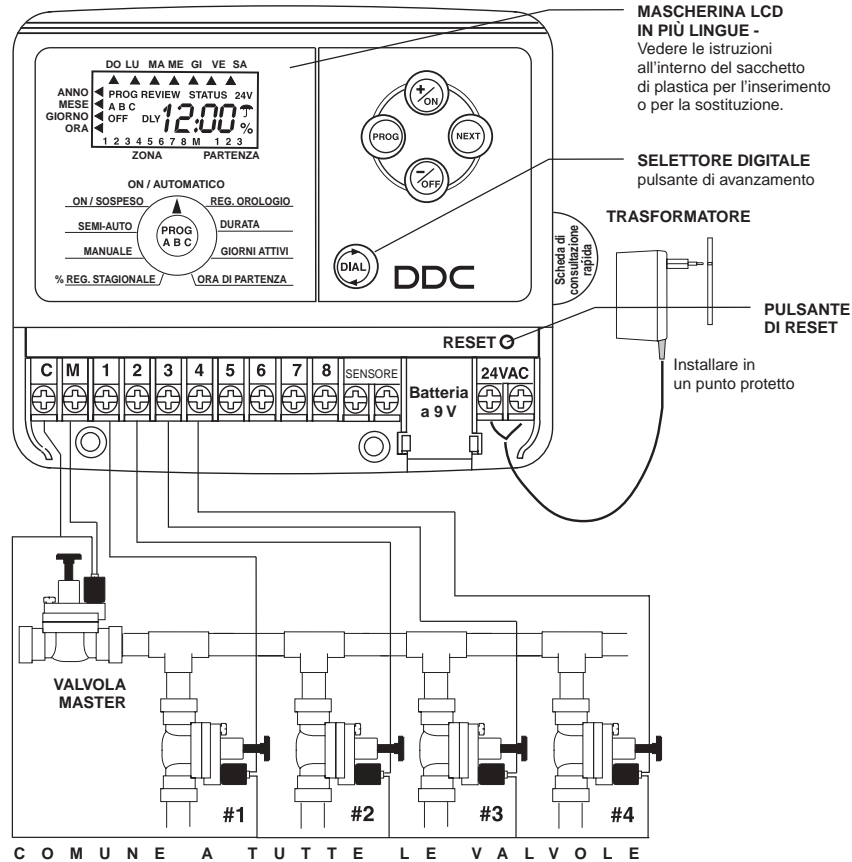 MASCHERINA LCD
IN PIÙ LINGUE -
Vedere le istruzioni
all'interno del sacchetto
di plastica per l'inserimento
o per la sostituzione.
DO LU MA ME GI VE SA
ANNO
MESE
GIORNO
ORA
PROG REVIEW STATUS 24V
A B C
OFF DLY 12:00 %
1 2 3 4 5 6 7 8 M 1 2 3
ZONA PARTENZA
+/ON
PROG
NEXT
−/OFF
SELETTORE DIGITALE
pulsante di avanzamento
ON / AUTOMATICO
ON / SOSPESO
REG. OROLOGIO
SEMI-AUTO
DURATA
PROG
A B C
MANUALE
GIORNI ATTIVI
% REG. STAGIONALE
ORA DI PARTENZA
DIAL
DDC
Scheda di
consultazione
rapida
TRASFORMATORE
PULSANTE
DI RESET
RESET
Installare in
un punto protetto
C M 1 2 3 4 5 6 7 8 SENSORE
Batteria
a 9 V
24VAC
VALVOLA
MASTER
#1
#2
#3
#4
C O M U N E A T U T T E L E V A L V O L E